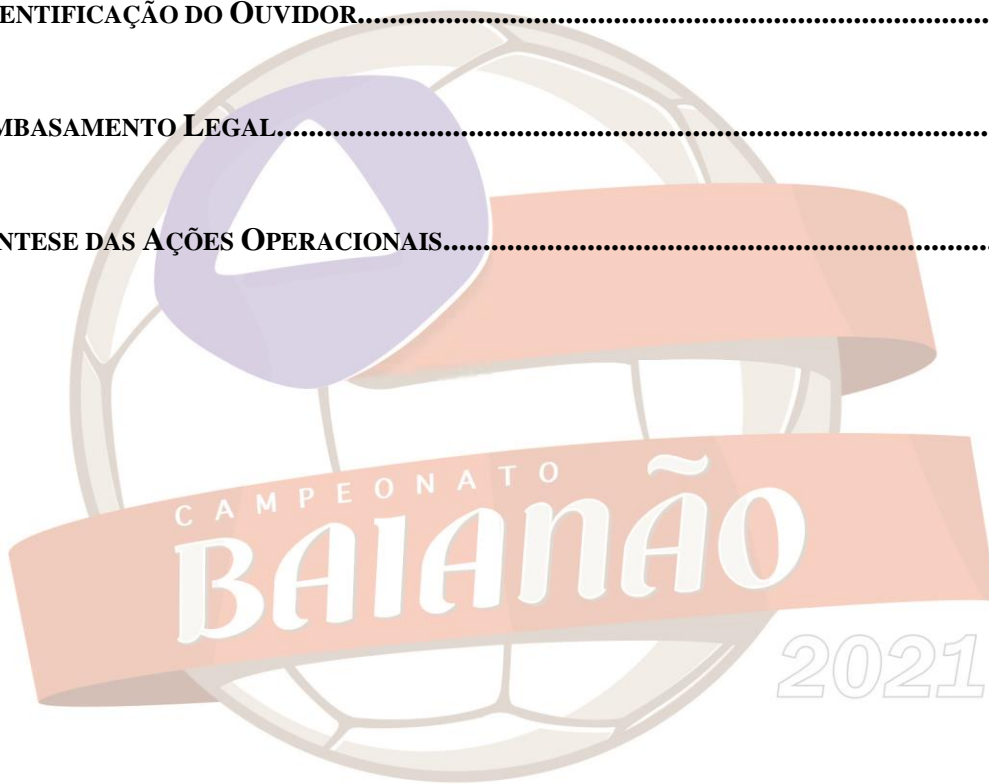 ENTIFICAÇÃO DO OUVIDOR....................................................................................................
MBASAMENTO LEGAL....................................................................................................
NTESE DAS AÇÕES OPERACIONAIS....................................................................................................
CAMPEONATO
BAIANÃO
2021